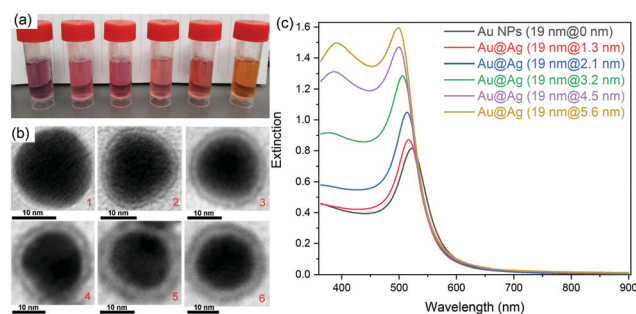 (a)
(b)
1
2
3
10 nm
10 nm
10 nm
4
5
6
10 nm
10 nm
10 nm
(c)
1.6
1.4
1.2
1.0
0.8
0.6
0.4
0.2
0.0
Extinction
Au NPs (19 nm@0 nm)
Au@Ag (19 nm@1.3 nm)
Au@Ag (19 nm@2.1 nm)
Au@Ag (19 nm@3.2 nm)
Au@Ag (19 nm@4.5 nm)
Au@Ag (19 nm@5.6 nm)
400 500 600 700 800 900
Wavelength (nm)